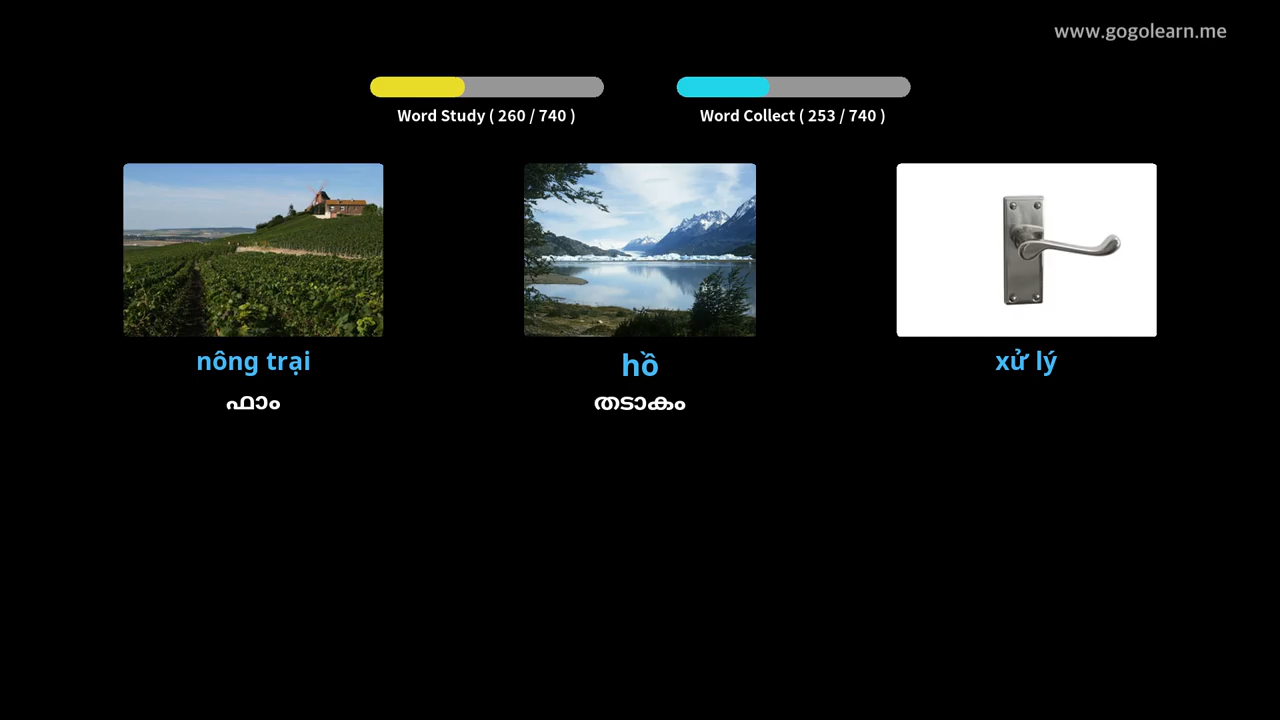 www.gogolearn.me
Word Study ( 260 / 740 )
Word Collect ( 253 / 740 )
nông trại
hồ
xử lý
ഫാം
തടാകം